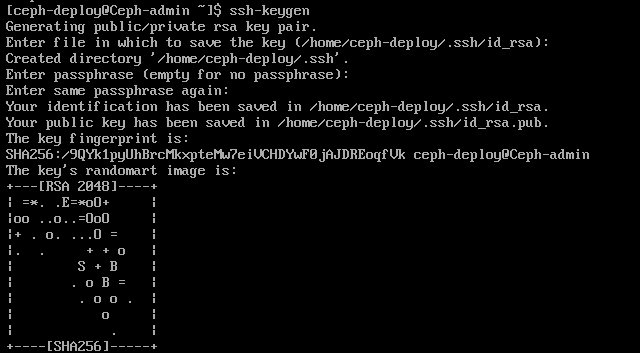 [ceph-deploy@Ceph-admin ~]$ ssh-keygen
Generating public/private rsa key pair.
Enter file in which to save the key (/home/ceph-deploy/.ssh/id_rsa):
Created directory '/home/ceph-deploy/.ssh'.
Enter passphrase (empty for no passphrase):
Enter same passphrase again:
Your identification has been saved in /home/ceph-deploy/.ssh/id_rsa.
Your public key has been saved in /home/ceph-deploy/.ssh/id_rsa.pub.
The key fingerprint is:
SHA256:/9QYk1pyUhBrcMkxpteMw7eiVCHDYwF0jAJDREoqfVk ceph-deploy@Ceph-admin
The key's randomart image is:
+---[RSA 2048]----+
| =*. .E=*oO+     |
|oo ..o..=OoO     |
|+ . o. ...O =    |
|.  .     + + o   |
|        S + B    |
|       . o B =   |
|        . o o .  |
|           o     |
|            .    |
+----[SHA256]-----+